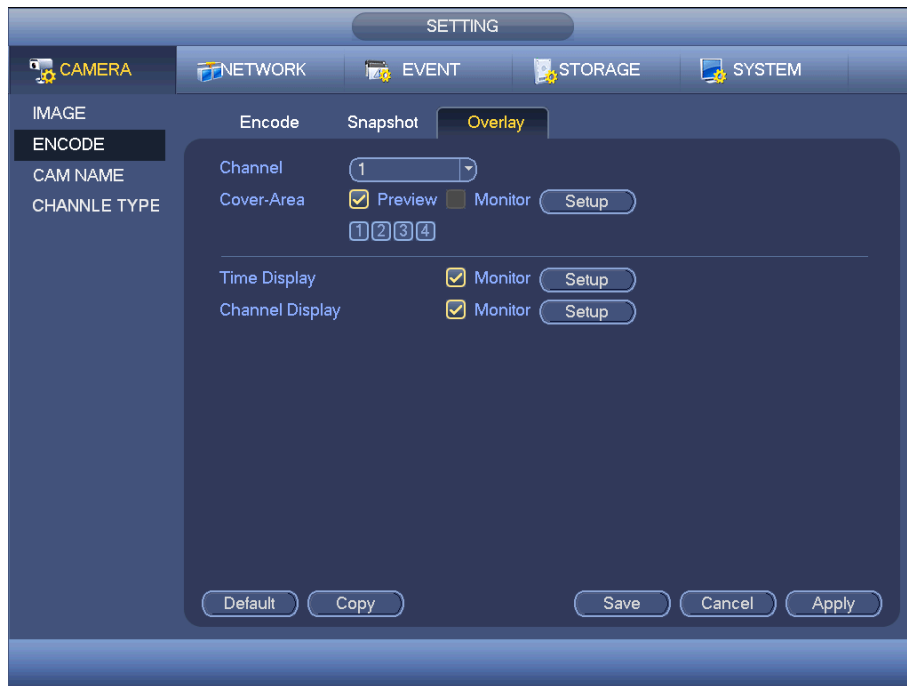 SETTING
CAMERA NETWORK EVENT STORAGE SYSTEM
IMAGE
ENCODE
CAM NAME
CHANNLE TYPE
Encode Snapshot Overlay
Channel 1
Cover-Area Preview Monitor Setup
1 2 3 4
Time Display Monitor Setup
Channel Display Monitor Setup
Default Copy Save Cancel Apply